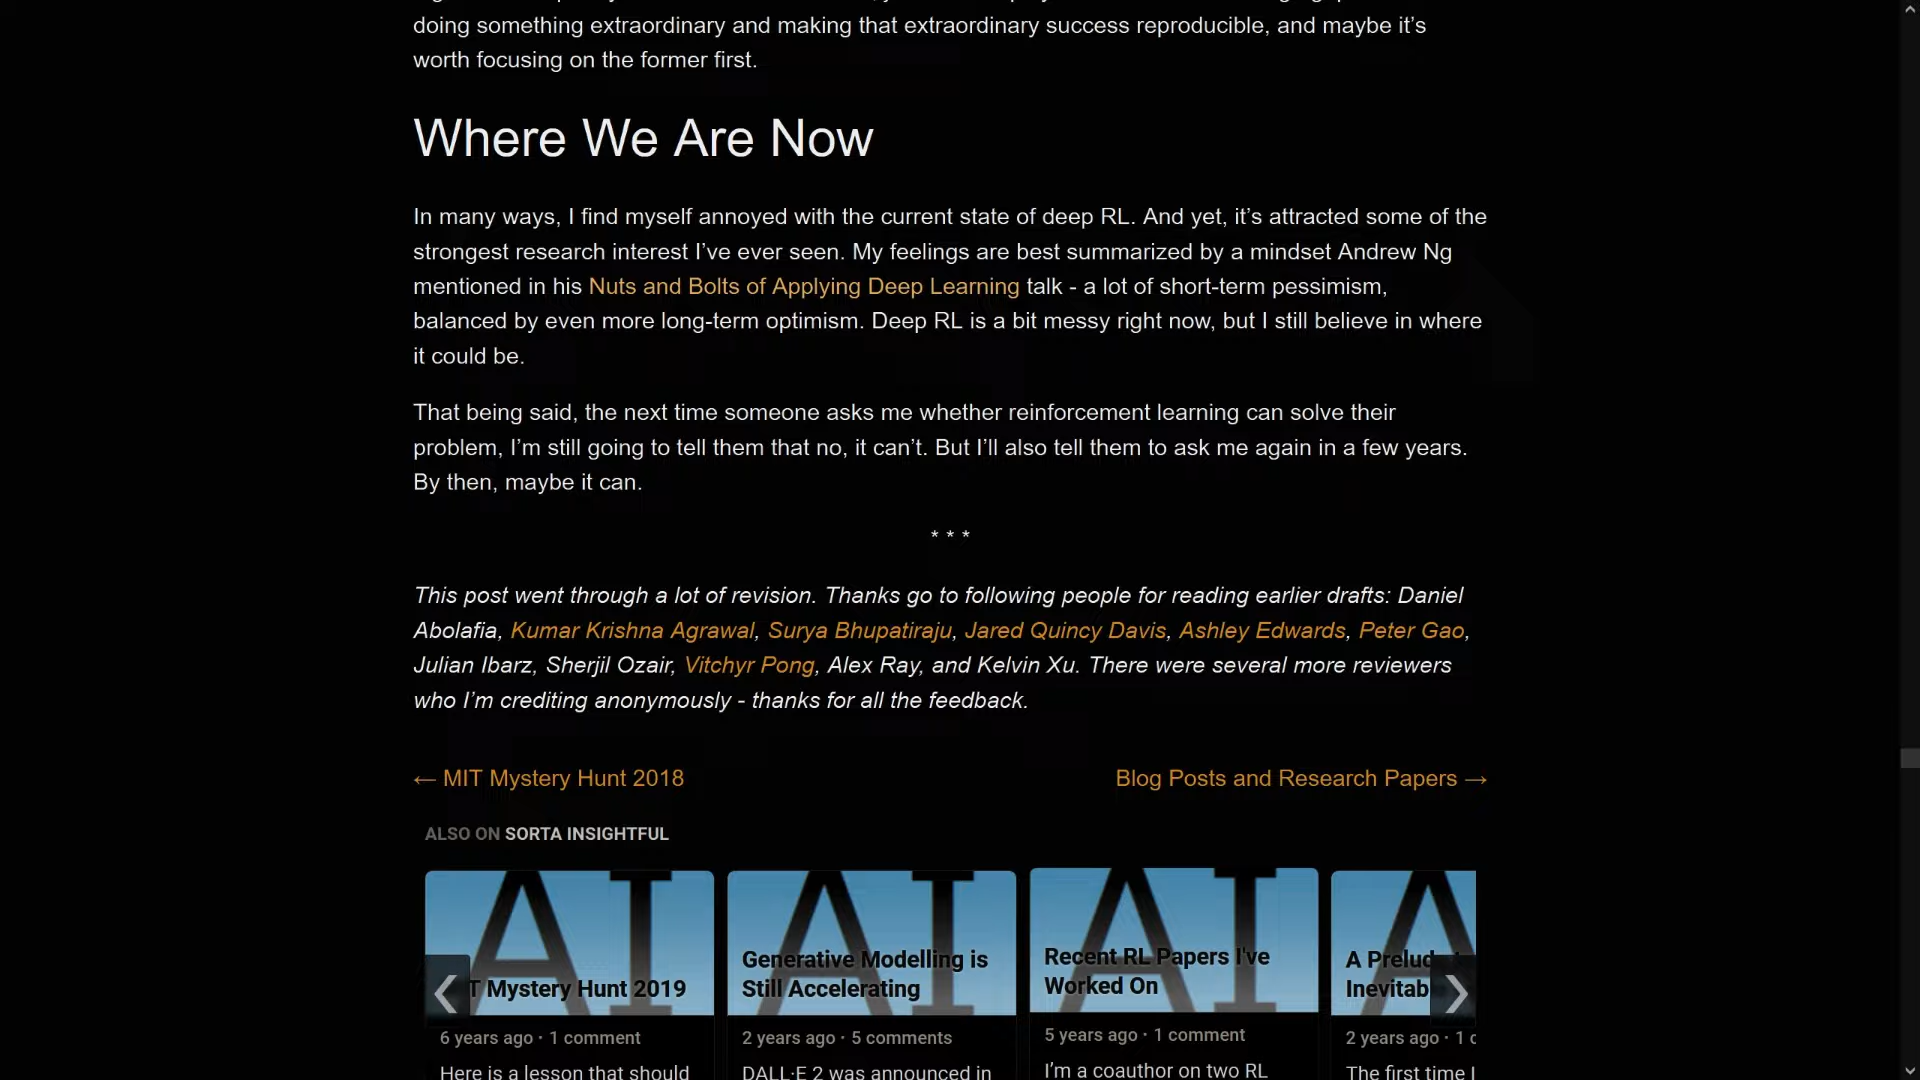 doing something extraordinary and making that extraordinary success reproducible, and maybe it’s
worth focusing on the former first.
Where We Are Now
In many ways, I find myself annoyed with the current state of deep RL. And yet, it’s attracted some of the
strongest research interest I’ve ever seen. My feelings are best summarized by a mindset Andrew Ng
mentioned in his Nuts and Bolts of Applying Deep Learning talk - a lot of short-term pessimism,
balanced by even more long-term optimism. Deep RL is a bit messy right now, but I still believe in where
it could be.
That being said, the next time someone asks me whether reinforcement learning can solve their
problem, I’m still going to tell them that no, it can’t. But I’ll also tell them to ask me again in a few years.
By then, maybe it can.
* * *
This post went through a lot of revision. Thanks go to following people for reading earlier drafts: Daniel
Abolafia, Kumar Krishna Agrawal, Surya Bhupatiraju, Jared Quincy Davis, Ashley Edwards, Peter Gao,
Julian Ibarz, Sherjil Ozair, Vitchyr Pong, Alex Ray, and Kelvin Xu. There were several more reviewers
who I’m crediting anonymously - thanks for all the feedback.
← MIT Mystery Hunt 2018
Blog Posts and Research Papers →
ALSO ON SORTA INSIGHTFUL
AI
T Mystery Hunt 2019
6 years ago · 1 comment
Here is a lesson that should
AI
Generative Modelling is
Still Accelerating
2 years ago · 5 comments
DALL·E 2 was announced in
AI
Recent RL Papers I've
Worked On
5 years ago · 1 comment
I’m a coauthor on two RL
A
A Prelud
Inevitab
2 years ago · 1 c
The first time I